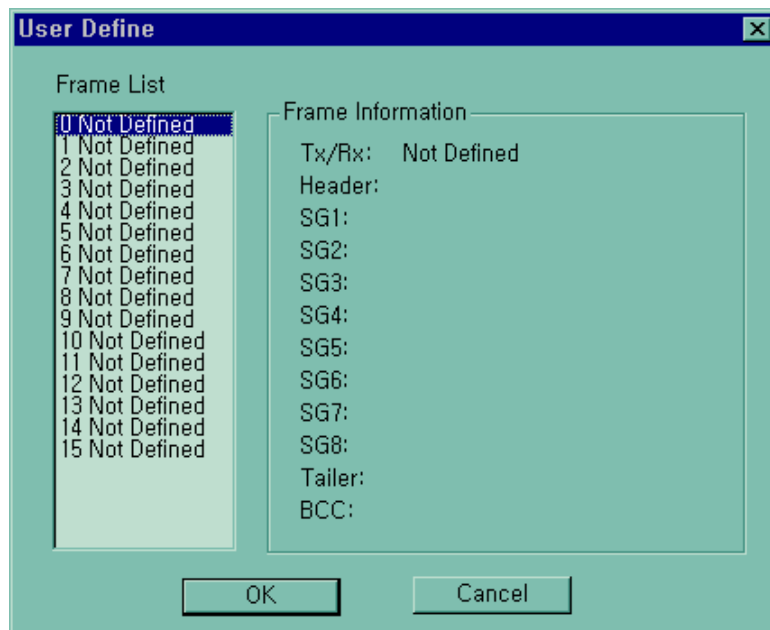 User Define
Frame List
0 Not Defined
1 Not Defined
2 Not Defined
3 Not Defined
4 Not Defined
5 Not Defined
6 Not Defined
7 Not Defined
8 Not Defined
9 Not Defined
10 Not Defined
11 Not Defined
12 Not Defined
13 Not Defined
14 Not Defined
15 Not Defined
Frame Information
Tx/Rx: Not Defined
Header:
SG1:
SG2:
SG3:
SG4:
SG5:
SG6:
SG7:
SG8:
Tailer:
BCC:
OK
Cancel